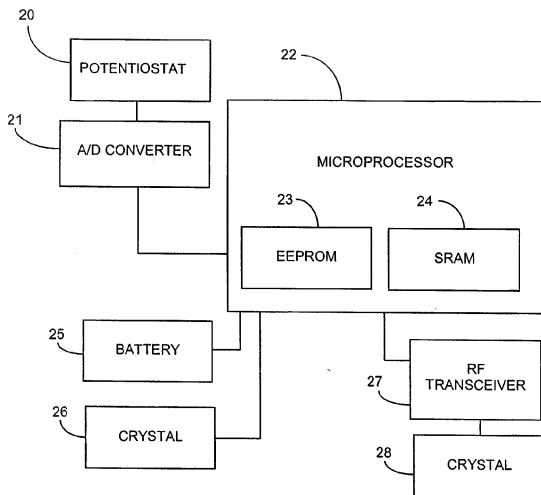 20
POTENTIOSTAT
22
21
A/D CONVERTER
MICROPROCESSOR
23
24
EEPROM
SRAM
25
BATTERY
26
CRYSTAL
27
RF
TRANSCEIVER
28
CRYSTAL